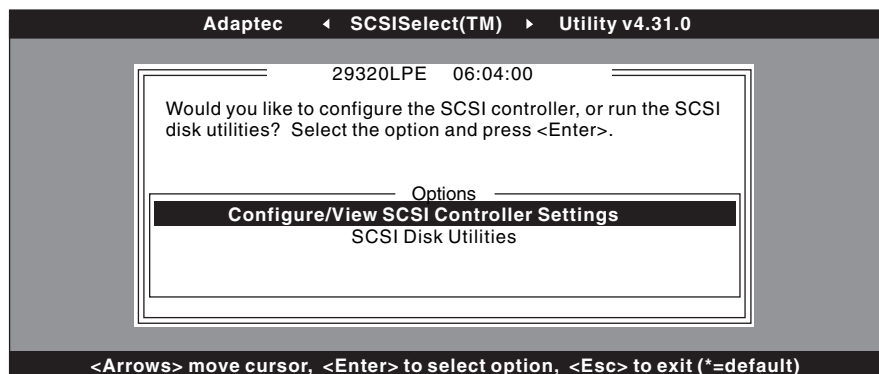 Adaptec ◂ SCSISelect(TM) ▸ Utility v4.31.0
29320LPE 06:04:00
Would you like to configure the SCSI controller, or run the SCSI
disk utilities? Select the option and press <Enter>.
Options
Configure/View SCSI Controller Settings
SCSI Disk Utilities
<Arrows> move cursor, <Enter> to select option, <Esc> to exit (*=default)